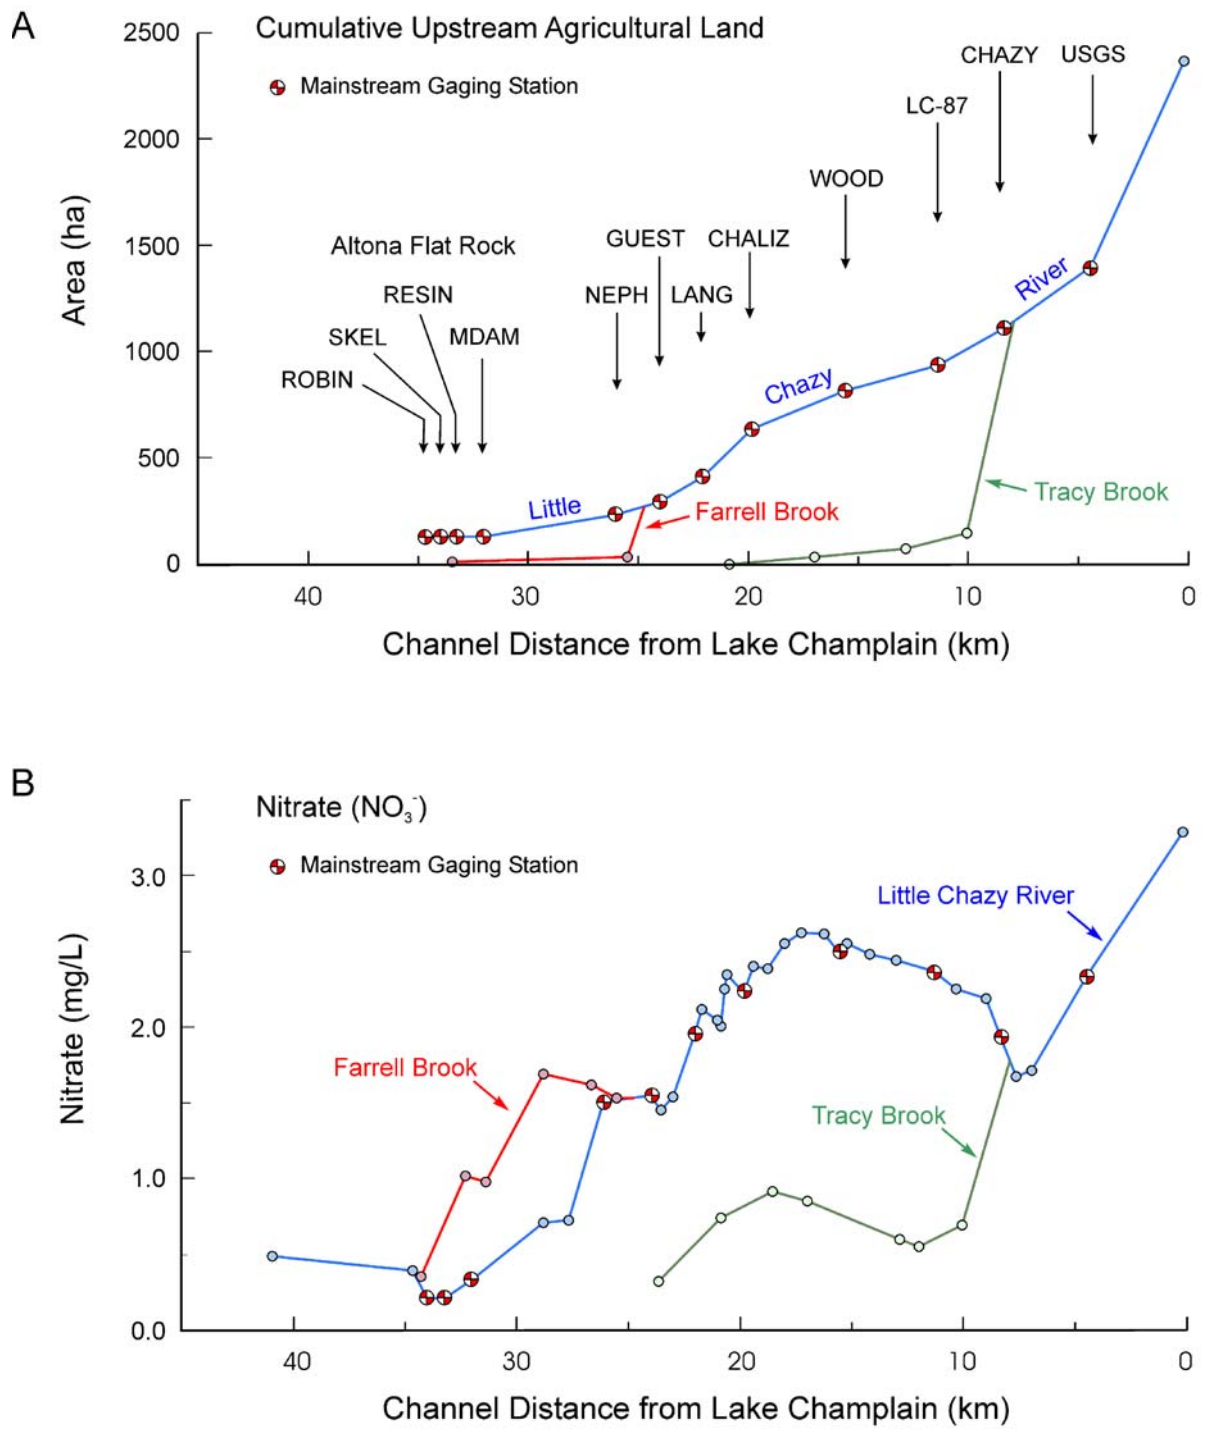 A
Cumulative Upstream Agricultural Land
Mainstream Gaging Station
2500
2000
1500
1000
500
0
Area (ha)
CHAZY
USGS
LC-87
WOOD
GUEST
CHALIZ
Altona Flat Rock
RESIN
NEPH
LANG
SKEL
MDAM
ROBIN
Little
Chazy
River
Farrell Brook
Tracy Brook
40
30
20
10
0
Channel Distance from Lake Champlain (km)
B
Nitrate (NO₃⁻)
Mainstream Gaging Station
3.0
2.0
1.0
0.0
Nitrate (mg/L)
Little Chazy River
Farrell Brook
Tracy Brook
40
30
20
10
0
Channel Distance from Lake Champlain (km)